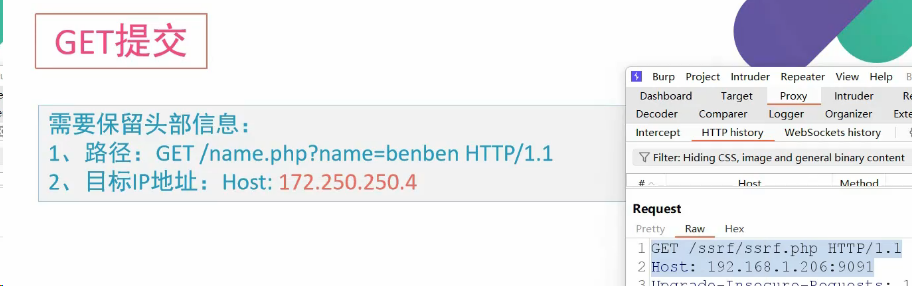 GET提交
需要保留头部信息：
1、路径：GET /name.php?name=benben HTTP/1.1
2、目标IP地址：Host: 172.250.250.4
Burp Project Intruder Repeater View Help
Dashboard Target Proxy Intruder
Decoder Comparer Logger Organizer
Intercept HTTP history WebSockets history
Filter: Hiding CSS, image and general binary content
# Host Method
Request
Pretty Raw Hex
1 GET /ssrf/ssrf.php HTTP/1.1
2 Host: 192.168.1.206:9091
3 Upgrade-Insecure-Requests: